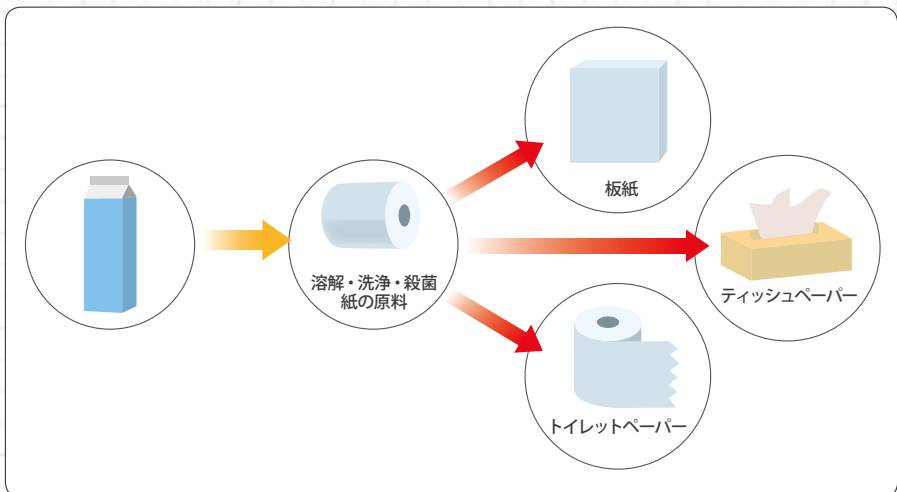 溶解・洗浄・殺菌
紙の原料
板紙
ティッシュペーパー
トイレットペーパー